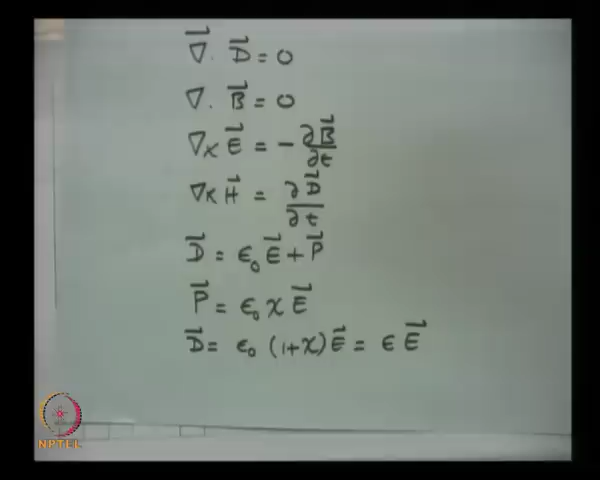 ∇⃗. D⃗ = 0
∇. B⃗ = 0
∇x E⃗ = - ∂B⃗/∂t
∇x H⃗ = ∂D⃗/∂t
D⃗ = ϵ₀ E⃗ + P⃗
P⃗ = ϵ₀ χ E⃗
D⃗ = ϵ₀ (1+χ) E⃗ = ϵ E⃗
NPTEL